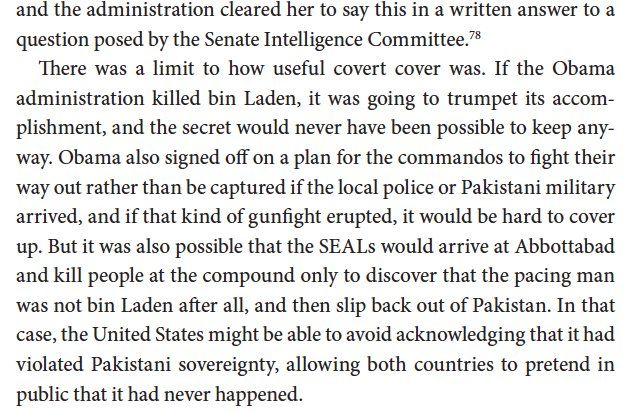 and the administration cleared her to say this in a written answer to a
question posed by the Senate Intelligence Committee.78
There was a limit to how useful covert cover was. If the Obama
administration killed bin Laden, it was going to trumpet its accom-
plishment, and the secret would never have been possible to keep any-
way. Obama also signed off on a plan for the commandos to fight their
way out rather than be captured if the local police or Pakistani military
arrived, and if that kind of gunfight erupted, it would be hard to cover
up. But it was also possible that the SEALs would arrive at Abbottabad
and kill people at the compound only to discover that the pacing man
was not bin Laden after all, and then slip back out of Pakistan. In that
case, the United States might be able to avoid acknowledging that it had
violated Pakistani sovereignty, allowing both countries to pretend in
public that it had never happened.